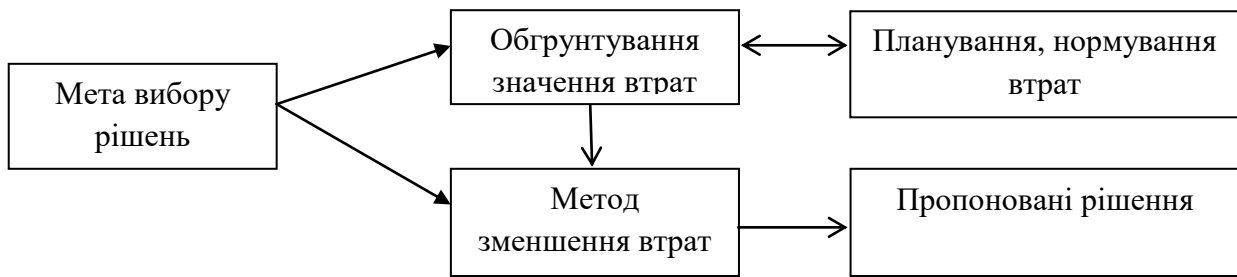 Мета вибору
рішень
Обгрунтування
значення втрат
Планування, нормування
втрат
Метод
зменшення втрат
Пропоновані рішення